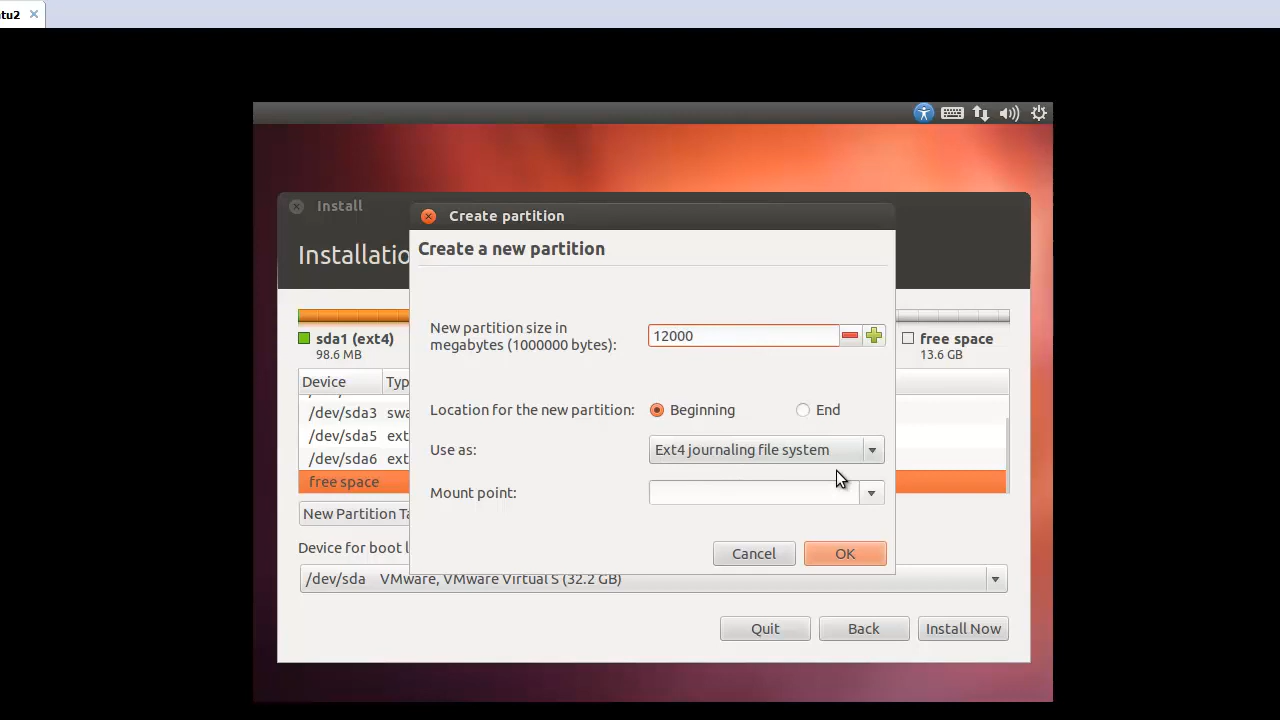 tu2
Install
Create partition
Installatio
Create a new partition
New partition size in
megabytes (1000000 bytes):
12000
sda1 (ext4)
98.6 MB
free space
13.6 GB
Device
Typ
/dev/sda3 swa
/dev/sda5 ext
/dev/sda6 ext
free space
Location for the new partition:
Beginning
End
Use as:
Ext4 journaling file system
Mount point:
New Partition Ta
Cancel
OK
Device for boot l
/dev/sda VMware, VMware Virtual S (32.2 GB)
Quit
Back
Install Now